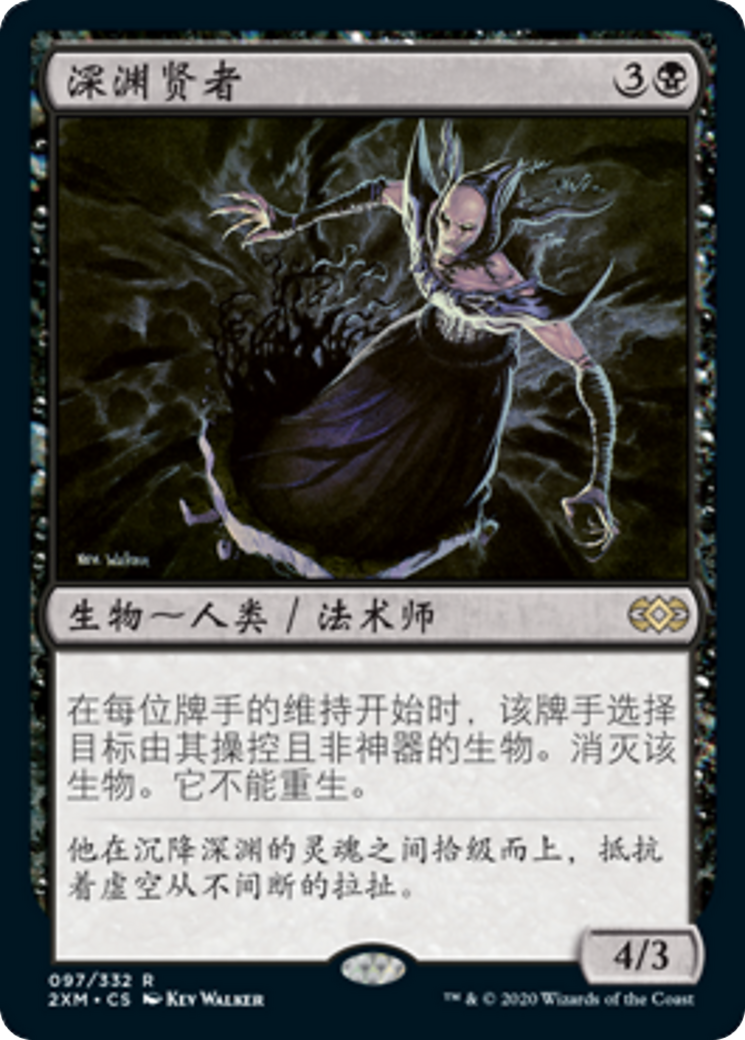 深渊贤者 3
Kev Walker
生物～人类 / 法术师
在每位牌手的维持开始时，该牌手选择
目标由其操控且非神器的生物。消灭该
生物。它不能重生。
他在沉降深渊的灵魂之间拾级而上，抵抗
着虚空从不间断的拉扯。
4/3
097/332 R
2XM • CS Kev Walker
™ & © 2020 Wizards of the Coast